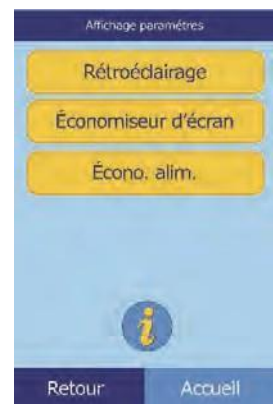 Affichage paramètres
Rétroéclairage
Économiseur d'écran
Écono. alim.
i
Retour Accueil